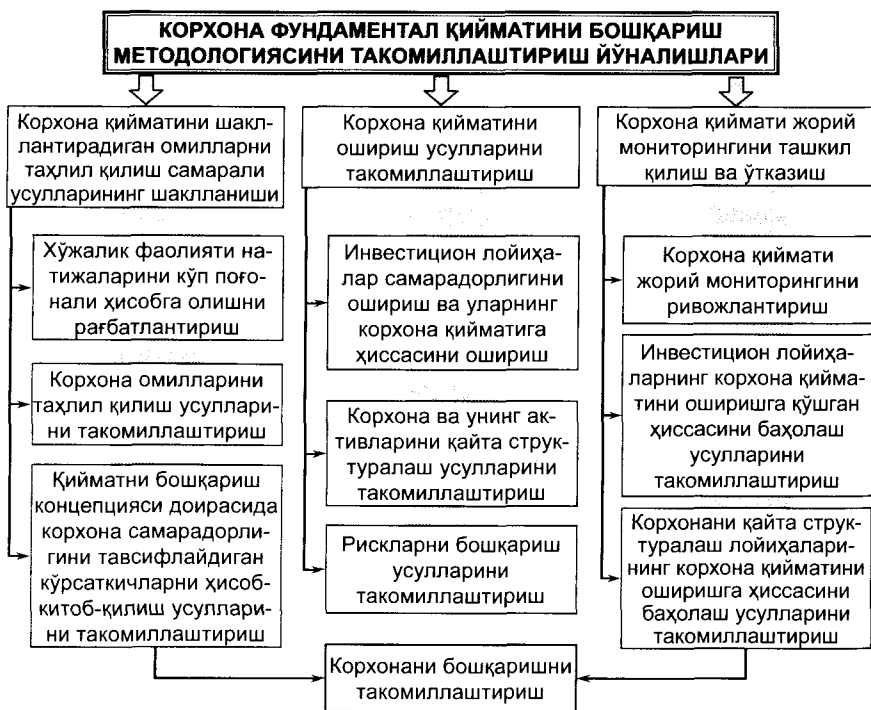 КОРХОНА ФУНДАМЕНТАЛ ҚИЙМАТИНИ БОШҚАРИШ
МЕТОДОЛОГИЯСИНИ ТАКОМИЛЛАШТИРИШ ЙЎНАЛИШЛАРИ
Корхона қийматини шакл-
лантирадиган омилларни
таҳлил қилиш самарали
усулларининг шаклланиши
Хўжалик фаолияти на-
тижаларини кўп поғо-
нали ҳисобга олишни
рағбатлантириш
Корхона омилларини
таҳлил қилиш усуллари-
ни такомиллаштириш
Қийматни бошқариш
концепцияси доирасида
корхона самарадорли-
гини тавсифлайдиган
кўрсаткичларни ҳисоб-
китоб-қилиш усуллари-
ни такомиллаштириш
Корхона қийматини
ошириш усулларини
такомиллаштириш
Инвестицион лойиҳа-
лар самарадорлигини
ошириш ва уларнинг
корхона қийматига
ҳиссасини ошириш
Корхона ва унинг ак-
тивларини қайта струк-
туралаш усулларини
такомиллаштириш
Рискларни бошқариш
усулларини
такомиллаштириш
Корхона қиймати жорий
мониторингини ташкил
қилиш ва ўтказиш
Корхона қиймати
жорий мониторингини
ривожлантириш
Инвестицион лойиҳа-
ларнинг корхона қийма-
тини оширишга қўшган
ҳиссасини баҳолаш
усулларини
такомиллаштириш
Корхонани қайта струк-
туралаш лойиҳалари-
нинг корхона қийматини
оширишга ҳиссасини
баҳолаш усулларини
такомиллаштириш
Корхонани бошқаришни
такомиллаштириш